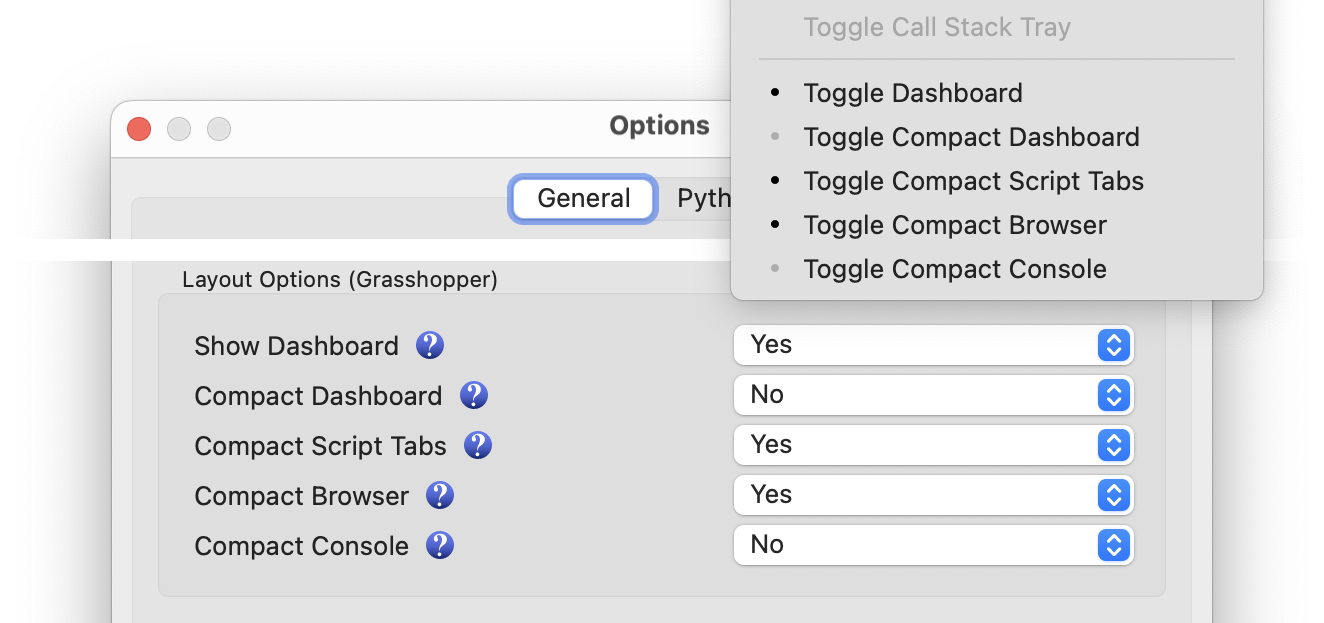 Toggle Call Stack Tray
• Toggle Dashboard
• Toggle Compact Dashboard
• Toggle Compact Script Tabs
• Toggle Compact Browser
• Toggle Compact Console
Options
General Pyth
Layout Options (Grasshopper)
Show Dashboard ? Yes
Compact Dashboard ? No
Compact Script Tabs ? Yes
Compact Browser ? Yes
Compact Console ? No